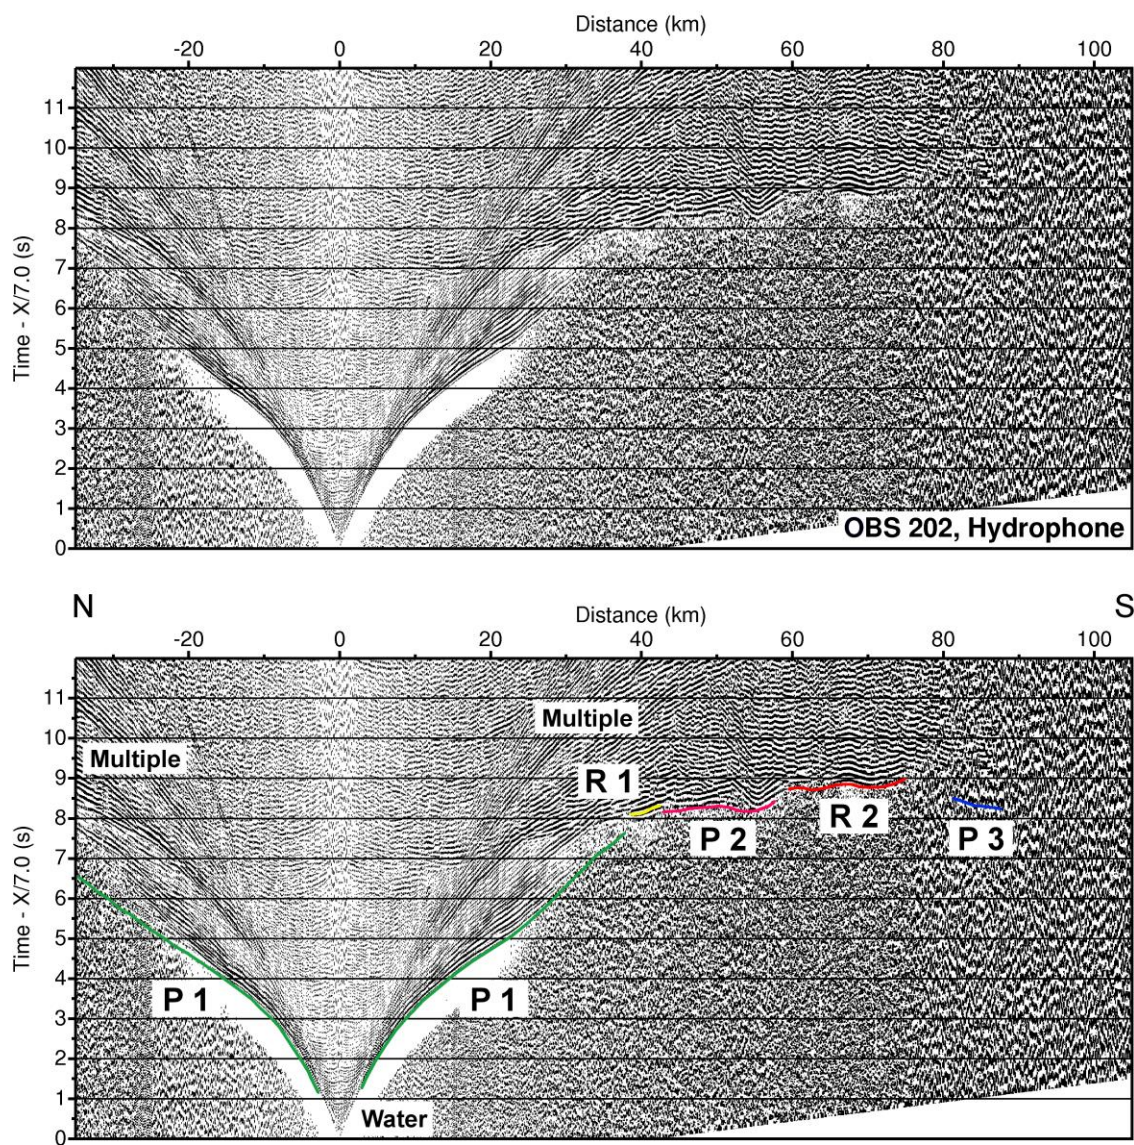 Distance (km)
-20 0 20 40 60 80 100
11
10
9
8
7
6
5
4
3
2
1
0
Time - X/7.0 (s)
OBS 202, Hydrophone
N S
Distance (km)
-20 0 20 40 60 80 100
11
10
9
8
7
6
5
4
3
2
1
0
Time - X/7.0 (s)
Multiple
Multiple
R 1
P 2
R 2
P 3
P 1
P 1
Water